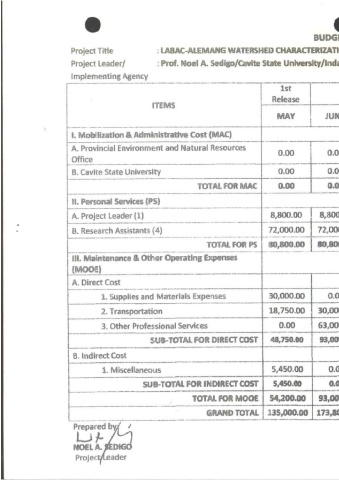 BUDGE
Project Title : LABAC-ALEMANG WATERSHED CHARACTERIZATI
Project Leader/ : Prof. Noel A. Sedigo/Cavite State University/Inda
Implementing Agency
ITEMS
1st Release
MAY JUN
I. Mobilization & Administrative Cost (MAC)
A. Provincial Environment and Natural Resources Office 0.00 0.0
B. Cavite State University 0.00 0.0
TOTAL FOR MAC 0.00 0.0
II. Personal Services (PS)
A. Project Leader (1) 8,800.00 8,800
B. Research Assistants (4) 72,000.00 72,000
TOTAL FOR PS 80,800.00 80,800
III. Maintenance & Other Operating Expenses (MOOE)
A. Direct Cost
1. Supplies and Materials Expenses 30,000.00 0.0
2. Transportation 18,750.00 30,00
3. Other Professional Services 0.00 63,00
SUB-TOTAL FOR DIRECT COST 48,750.00 93,00
B. Indirect Cost
1. Miscellaneous 5,450.00 0.0
SUB-TOTAL FOR INDIRECT COST 5,450.00 0.0
TOTAL FOR MOOE 54,200.00 93,00
GRAND TOTAL 135,000.00 173,8
Prepared by:
NOEL A. SEDIGO
Project Leader